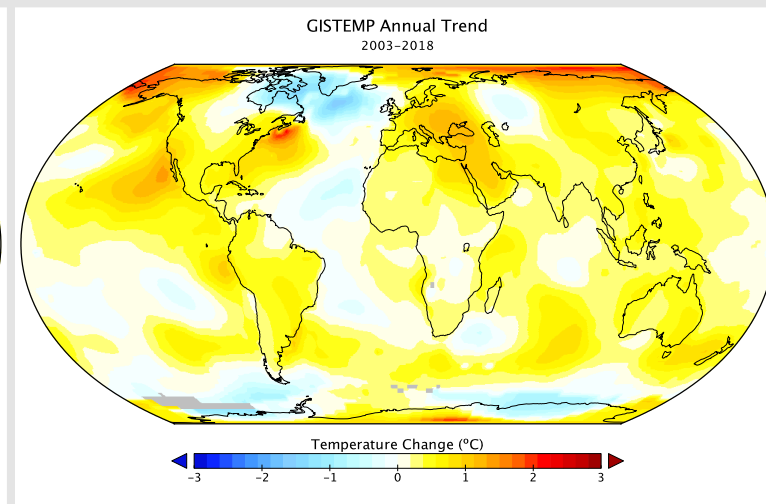 GISTEMP Annual Trend
2003-2018
Temperature Change (ºC)
-3 -2 -1 0 1 2 3